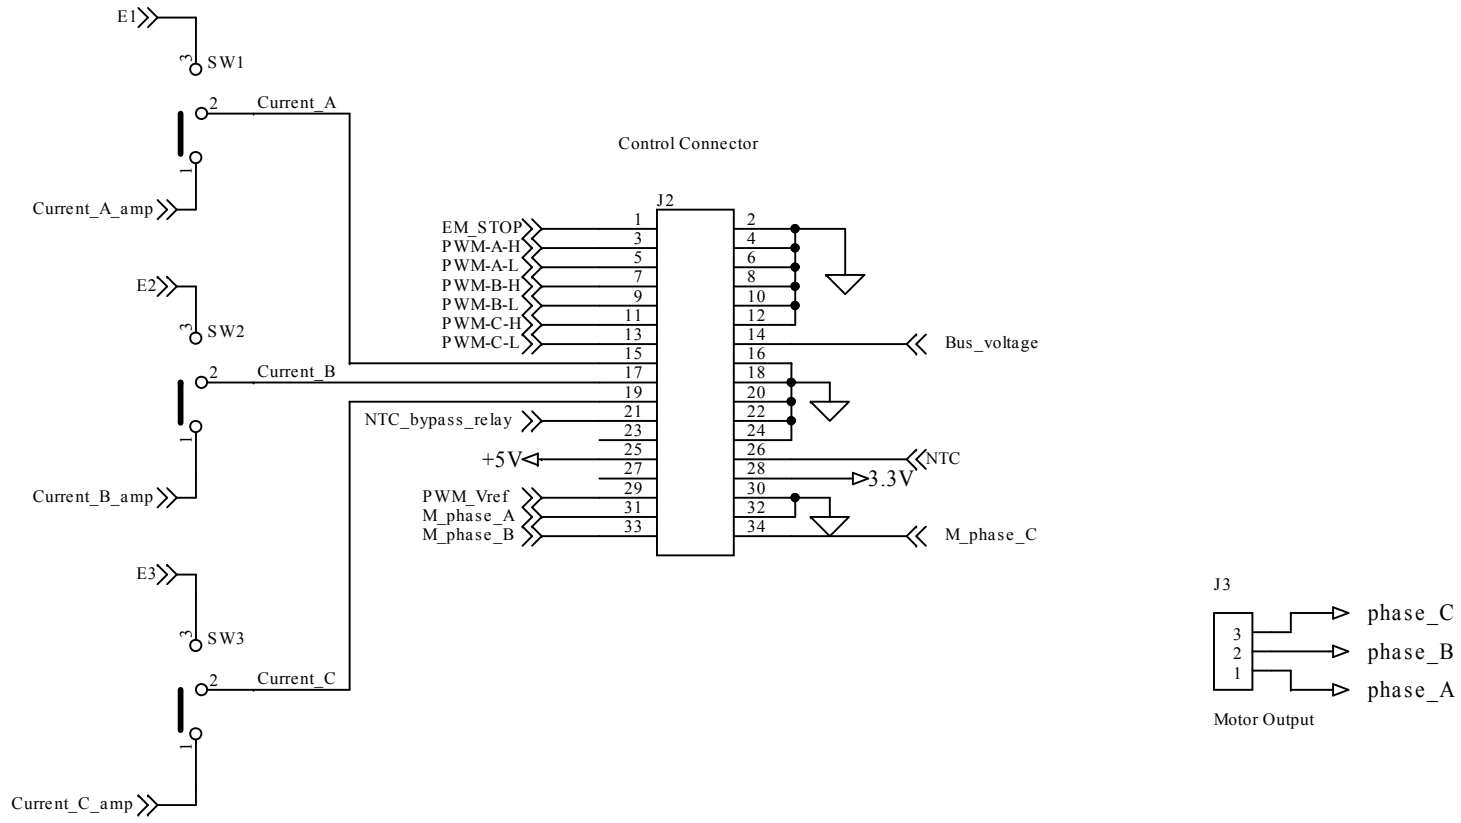 E1
3
SW1
2
Current_A
1
Current_A_amp
Control Connector
J2
EM_STOP 1 2
PWM-A-H 3 4
PWM-A-L 5 6
PWM-B-H 7 8
PWM-B-L 9 10
PWM-C-H 11 12
PWM-C-L 13 14 Bus_voltage
15 16
17 18
19 20
NTC_bypass_relay 21 22
23 24
+5V 25 26 NTC
27 28 3.3V
PWM_Vref 29 30
M_phase_A 31 32
M_phase_B 33 34 M_phase_C
E2
3
SW2
2
Current_B
1
Current_B_amp
E3
3
SW3
2
Current_C
1
Current_C_amp
J3
3 phase_C
2 phase_B
1 phase_A
Motor Output